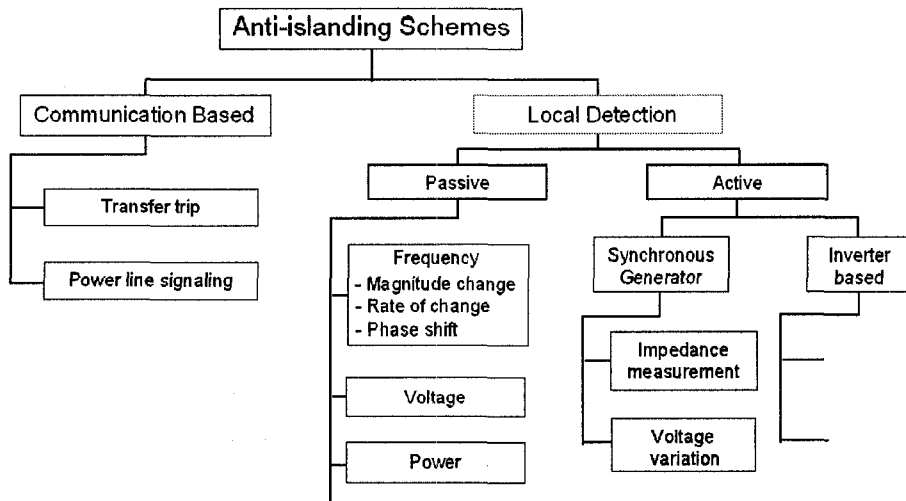 Anti-islanding Schemes
Communication Based
Local Detection
Transfer trip
Power line signaling
Passive
Active
Frequency
- Magnitude change
- Rate of change
- Phase shift
Voltage
Power
Synchronous
Generator
Inverter
based
Impedance
measurement
Voltage
variation